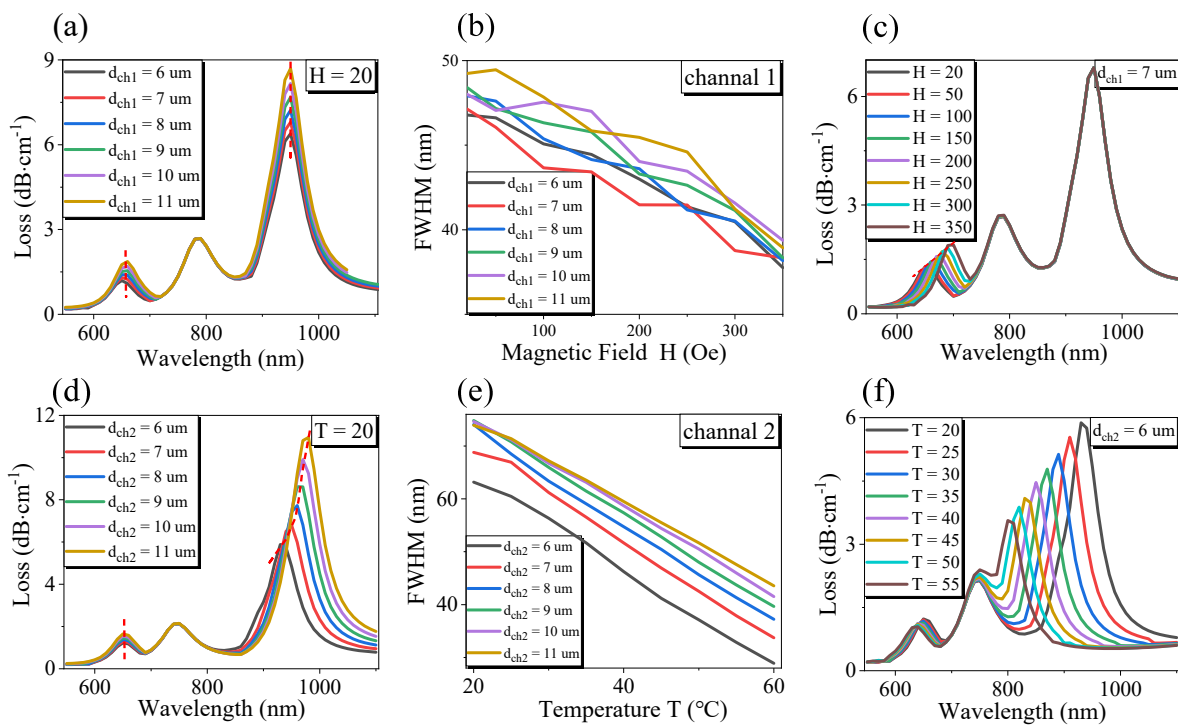 (a)
9
6
3
0
Loss (dB·cm⁻¹)
d_ch1 = 6 um
d_ch1 = 7 um
d_ch1 = 8 um
d_ch1 = 9 um
d_ch1 = 10 um
d_ch1 = 11 um
H = 20
600 800 1000
Wavelength (nm)
(b)
50
40
FWHM (nm)
channel 1
d_ch1 = 6 um
d_ch1 = 7 um
d_ch1 = 8 um
d_ch1 = 9 um
d_ch1 = 10 um
d_ch1 = 11 um
100 200 300
Magnetic Field H (Oe)
(c)
6
3
0
Loss (dB·cm⁻¹)
H = 20
H = 50
H = 100
H = 150
H = 200
H = 250
H = 300
H = 350
d_ch1 = 7 um
600 800 1000
Wavelength (nm)
(d)
12
8
4
0
Loss (dB·cm⁻¹)
d_ch2 = 6 um
d_ch2 = 7 um
d_ch2 = 8 um
d_ch2 = 9 um
d_ch2 = 10 um
d_ch2 = 11 um
T = 20
600 800 1000
Wavelength (nm)
(e)
60
40
FWHM (nm)
channel 2
d_ch2 = 6 um
d_ch2 = 7 um
d_ch2 = 8 um
d_ch2 = 9 um
d_ch2 = 10 um
d_ch2 = 11 um
20 40 60
Temperature T (℃)
(f)
6
3
0
Loss (dB·cm⁻¹)
T = 20
T = 25
T = 30
T = 35
T = 40
T = 45
T = 50
T = 55
d_ch2 = 6 um
600 800 1000
Wavelength (nm)